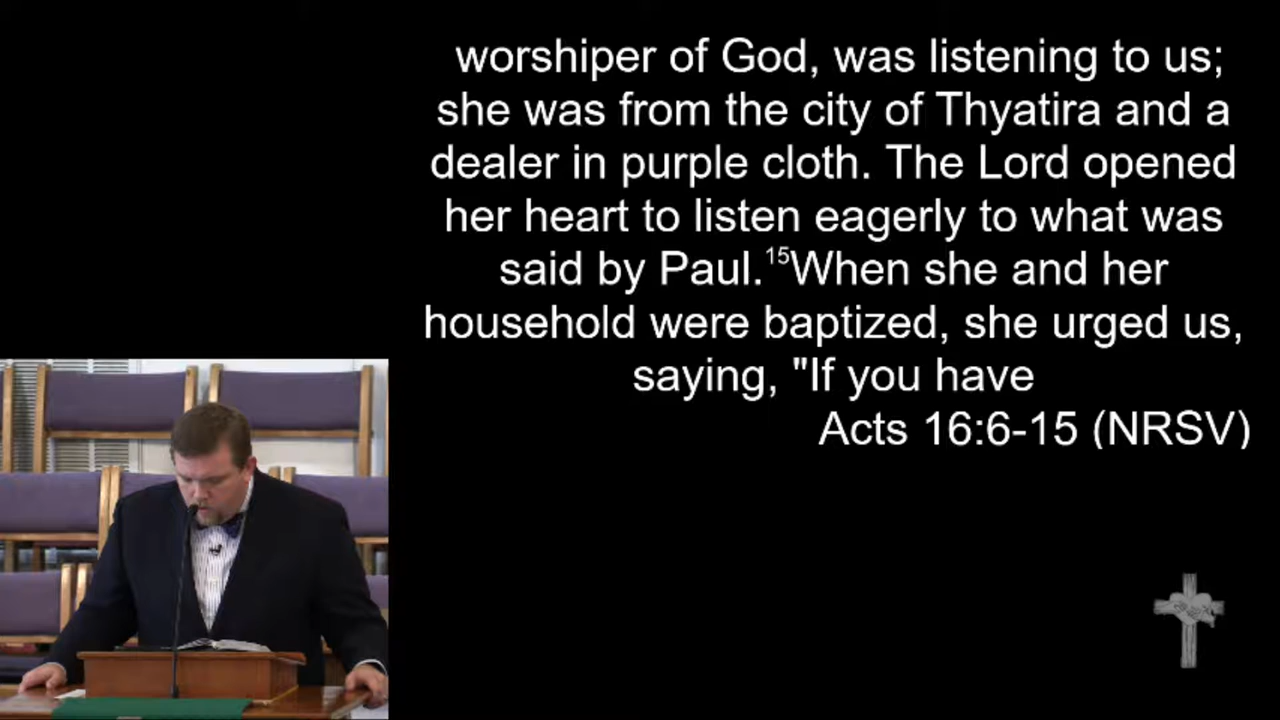 worshiper of God, was listening to us;
she was from the city of Thyatira and a
dealer in purple cloth. The Lord opened
her heart to listen eagerly to what was
said by Paul.¹⁵When she and her
household were baptized, she urged us,
saying, "If you have
Acts 16:6-15 (NRSV)